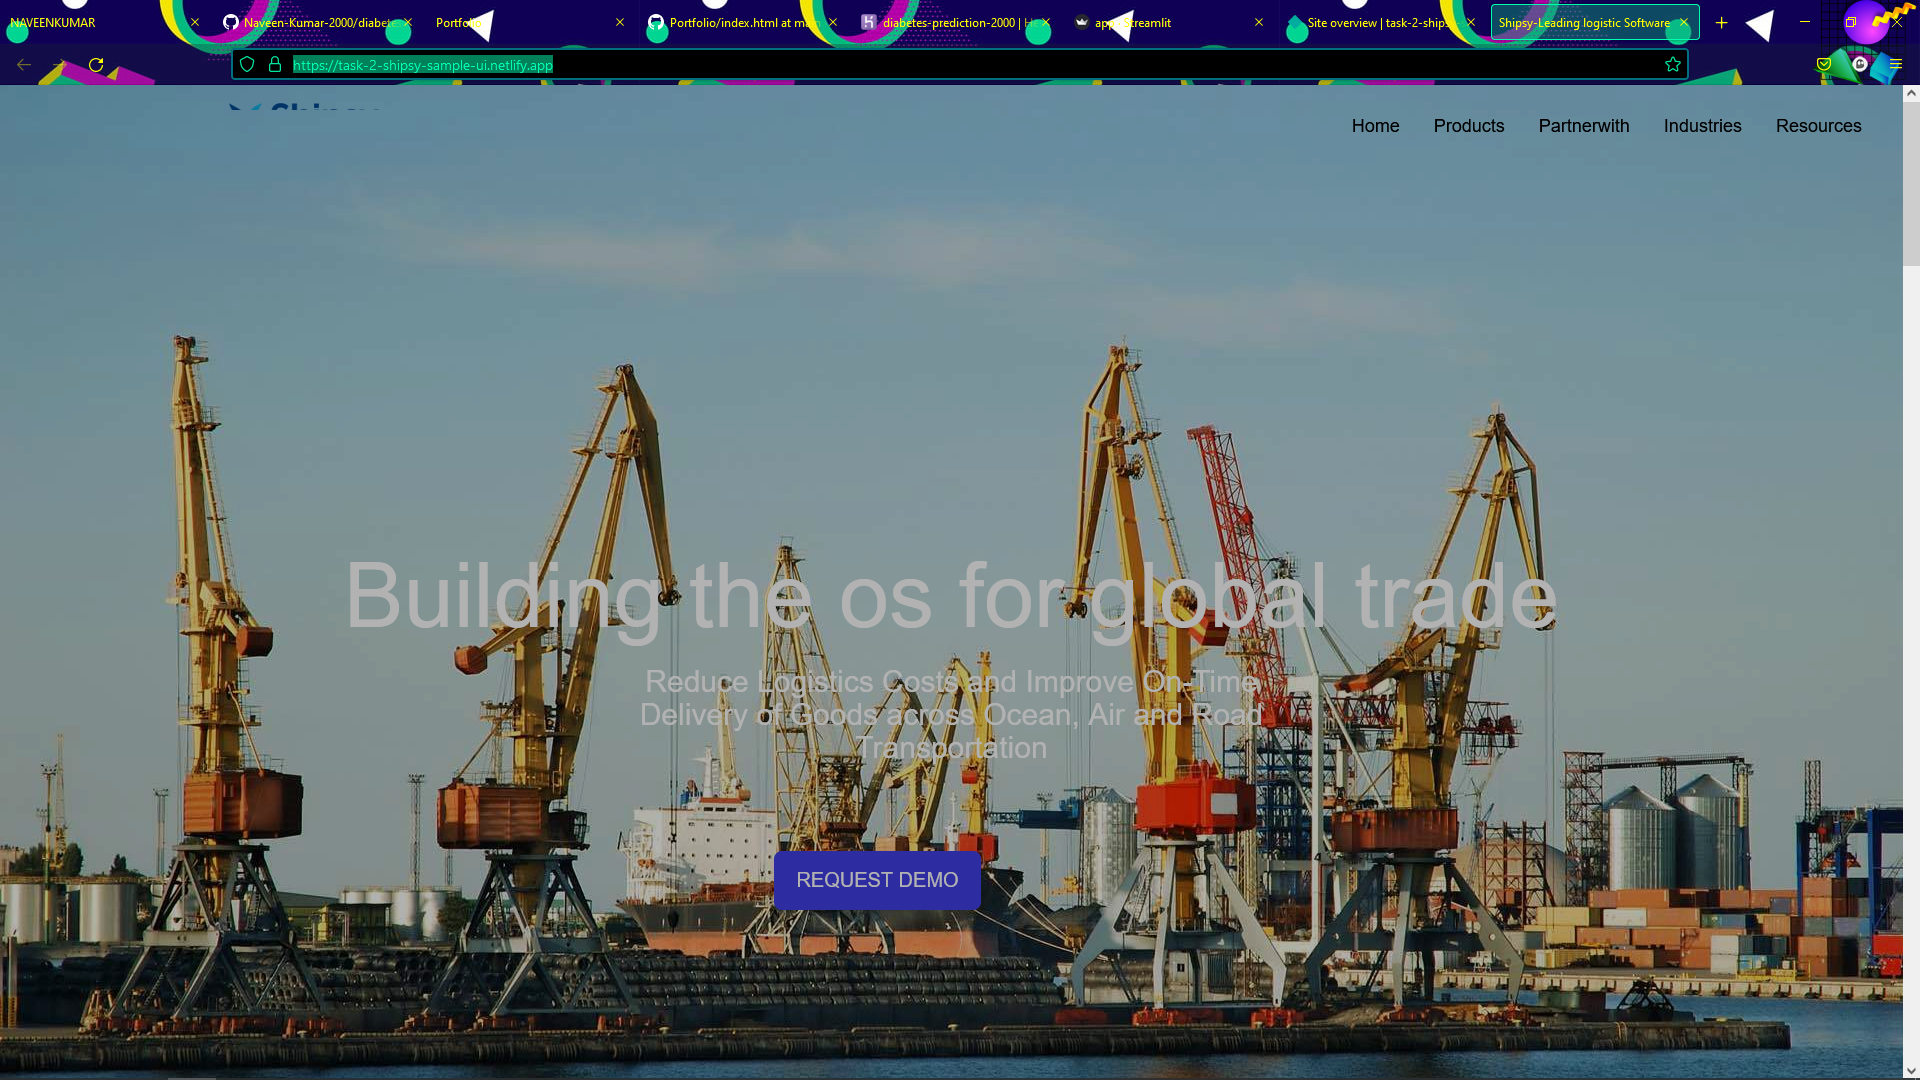 NAVEENKUMAR
Naveen-Kumar-2000/diabete
Portfolio
Portfolio/index.html at main
diabetes-prediction-2000 | H
app · Streamlit
Site overview | task-2-ships
Shipsy-Leading logistic Software
https://task-2-shipsy-sample-ui.netlify.app
Home
Products
Partnerwith
Industries
Resources
Building the os for global trade
Reduce Logistics Costs and Improve On-Time
Delivery of Goods across Ocean, Air and Road
Transportation
REQUEST DEMO